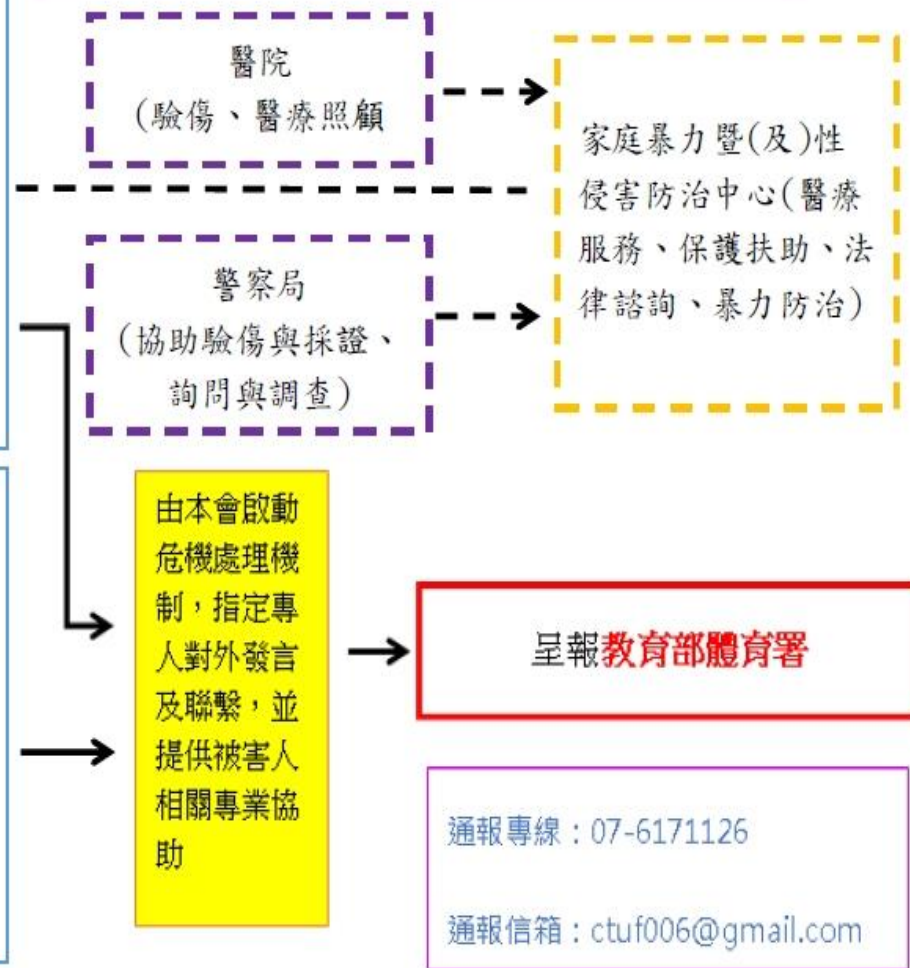 醫院
(驗傷、醫療照顧
家庭暴力暨(及)性
侵害防治中心(醫療
服務、保護扶助、法
律諮詢、暴力防治)
警察局
(協助驗傷與採證、
詢問與調查)
由本會啟動
危機處理機
制，指定專
人對外發言
及聯繫，並
提供被害人
相關專業協
助
呈報教育部體育署
通報專線：07-6171126
通報信箱：ctuf006@gmail.com